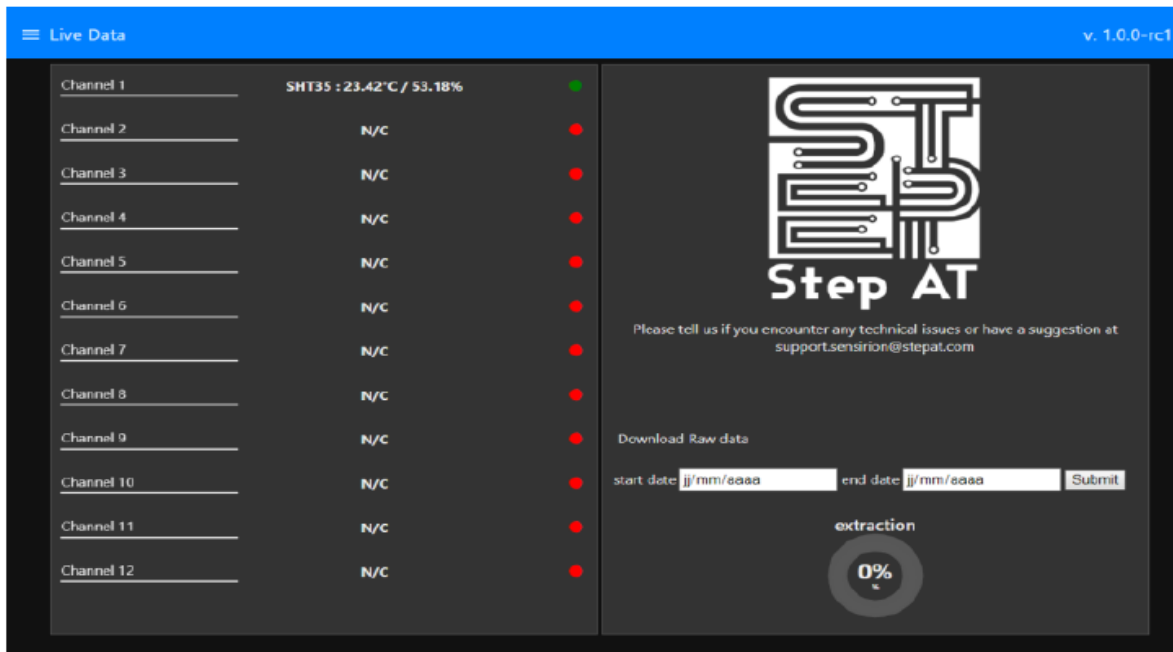 Live Data
v. 1.0.0-rc1
Channel 1 SHT35 : 23.42°C / 53.18%
Channel 2 N/C
Channel 3 N/C
Channel 4 N/C
Channel 5 N/C
Channel 6 N/C
Channel 7 N/C
Channel 8 N/C
Channel 9 N/C
Channel 10 N/C
Channel 11 N/C
Channel 12 N/C
STEP
Step AT
Please tell us if you encounter any technical issues or have a suggestion at
support.sensirion@stepat.com
Download Raw data
start date jj/mm/aaaa end date jj/mm/aaaa Submit
extraction
0%
%